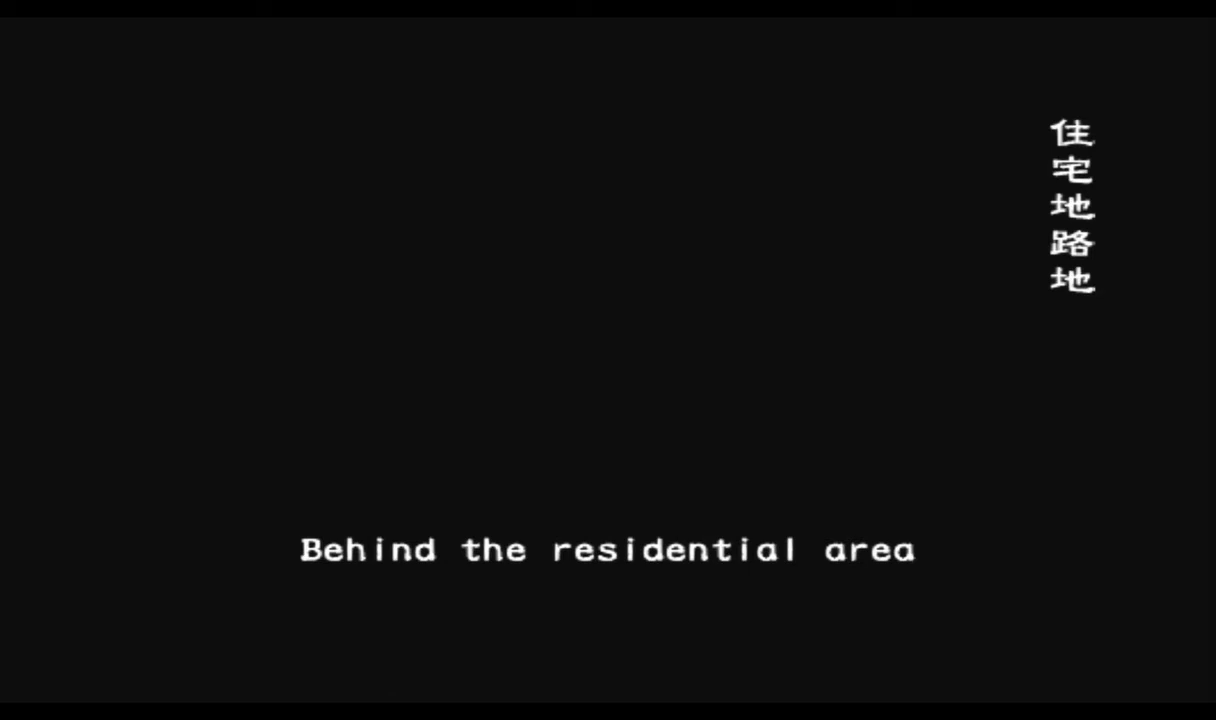 住宅地路地
Behind the residential area